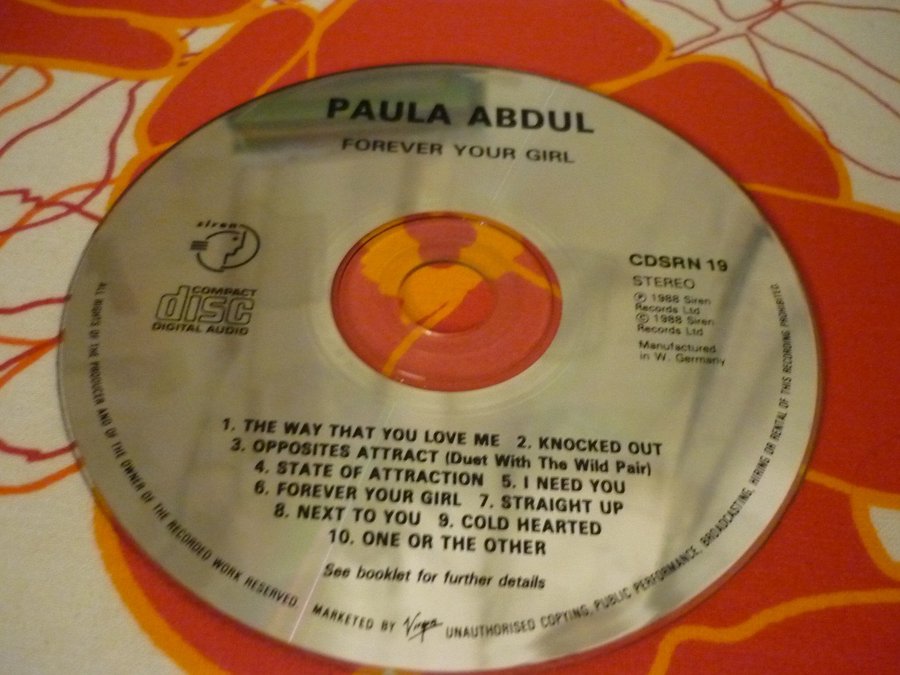 PAULA ABDUL
FOREVER YOUR GIRL
siren
COMPACT
disc
DIGITAL AUDIO
CDSRN 19
STEREO
Ⓟ 1988 Siren
Records Ltd
© 1988 Siren
Records Ltd
Manufactured
in W. Germany
1. THE WAY THAT YOU LOVE ME 2. KNOCKED OUT
3. OPPOSITES ATTRACT (Duet With The Wild Pair)
4. STATE OF ATTRACTION 5. I NEED YOU
6. FOREVER YOUR GIRL 7. STRAIGHT UP
8. NEXT TO YOU 9. COLD HEARTED
10. ONE OR THE OTHER
See booklet for further details
ALL RIGHTS OF THE PRODUCER AND OF THE OWNER OF THE RECORDED WORK RESERVED. MARKETED BY Virgin UNAUTHORISED COPYING, PUBLIC PERFORMANCE, BROADCASTING, HIRING OR RENTAL OF THIS RECORDING PROHIBITED.